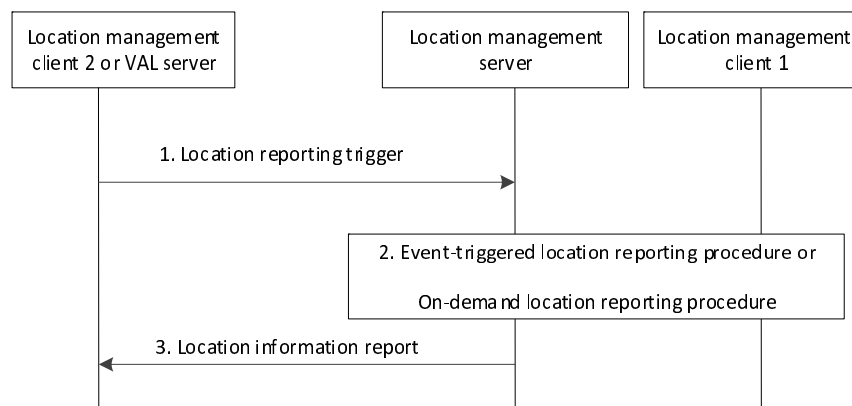 Location management
client 2 or VAL server
Location management
server
Location management
client 1
1. Location reporting trigger
2. Event-triggered location reporting procedure or
On-demand location reporting procedure
3. Location information report